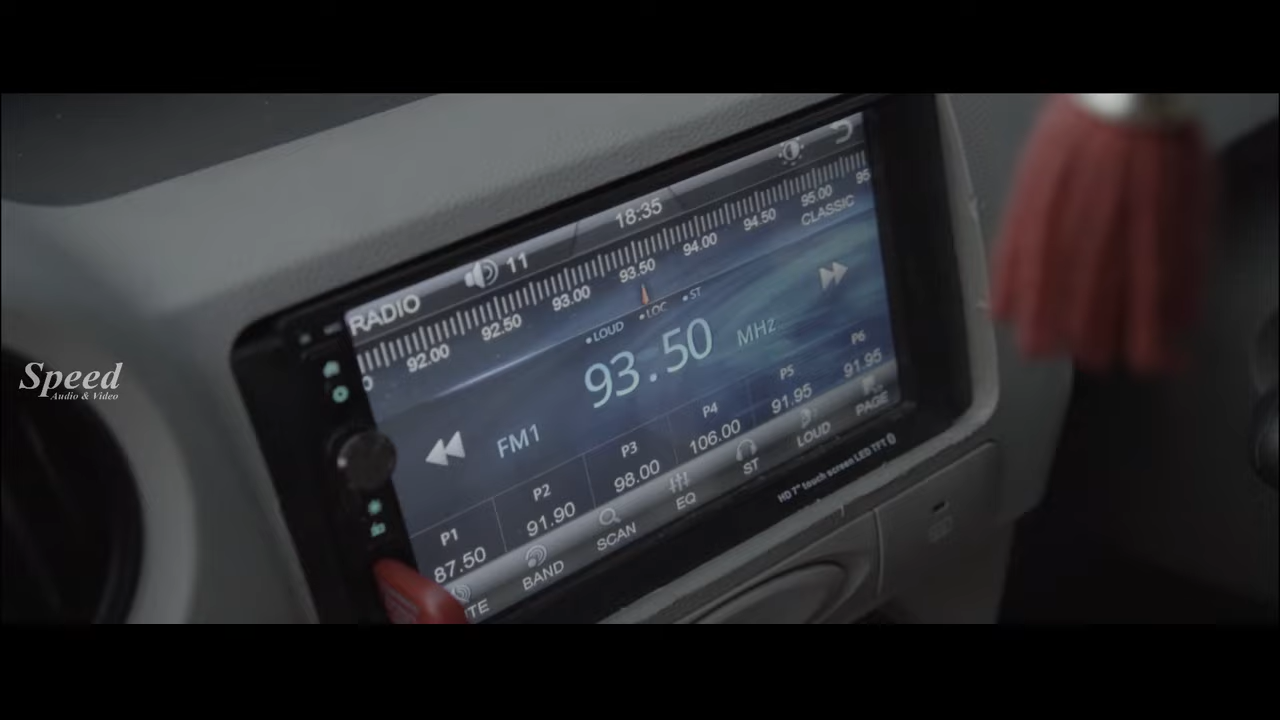 18:35
RADIO 11
92.00 92.50 93.00 93.50 94.00 94.50 95.00 95
CLASSIC
LOUD LOC ST
93.50 MHz
FM1
P1 P2 P3 P4 P5 P6
87.50 91.90 98.00 106.00 91.95 91.95
BAND SCAN EQ ST LOUD PAGE
HD 7" touch screen LED TFT
Speed
Audio & Video